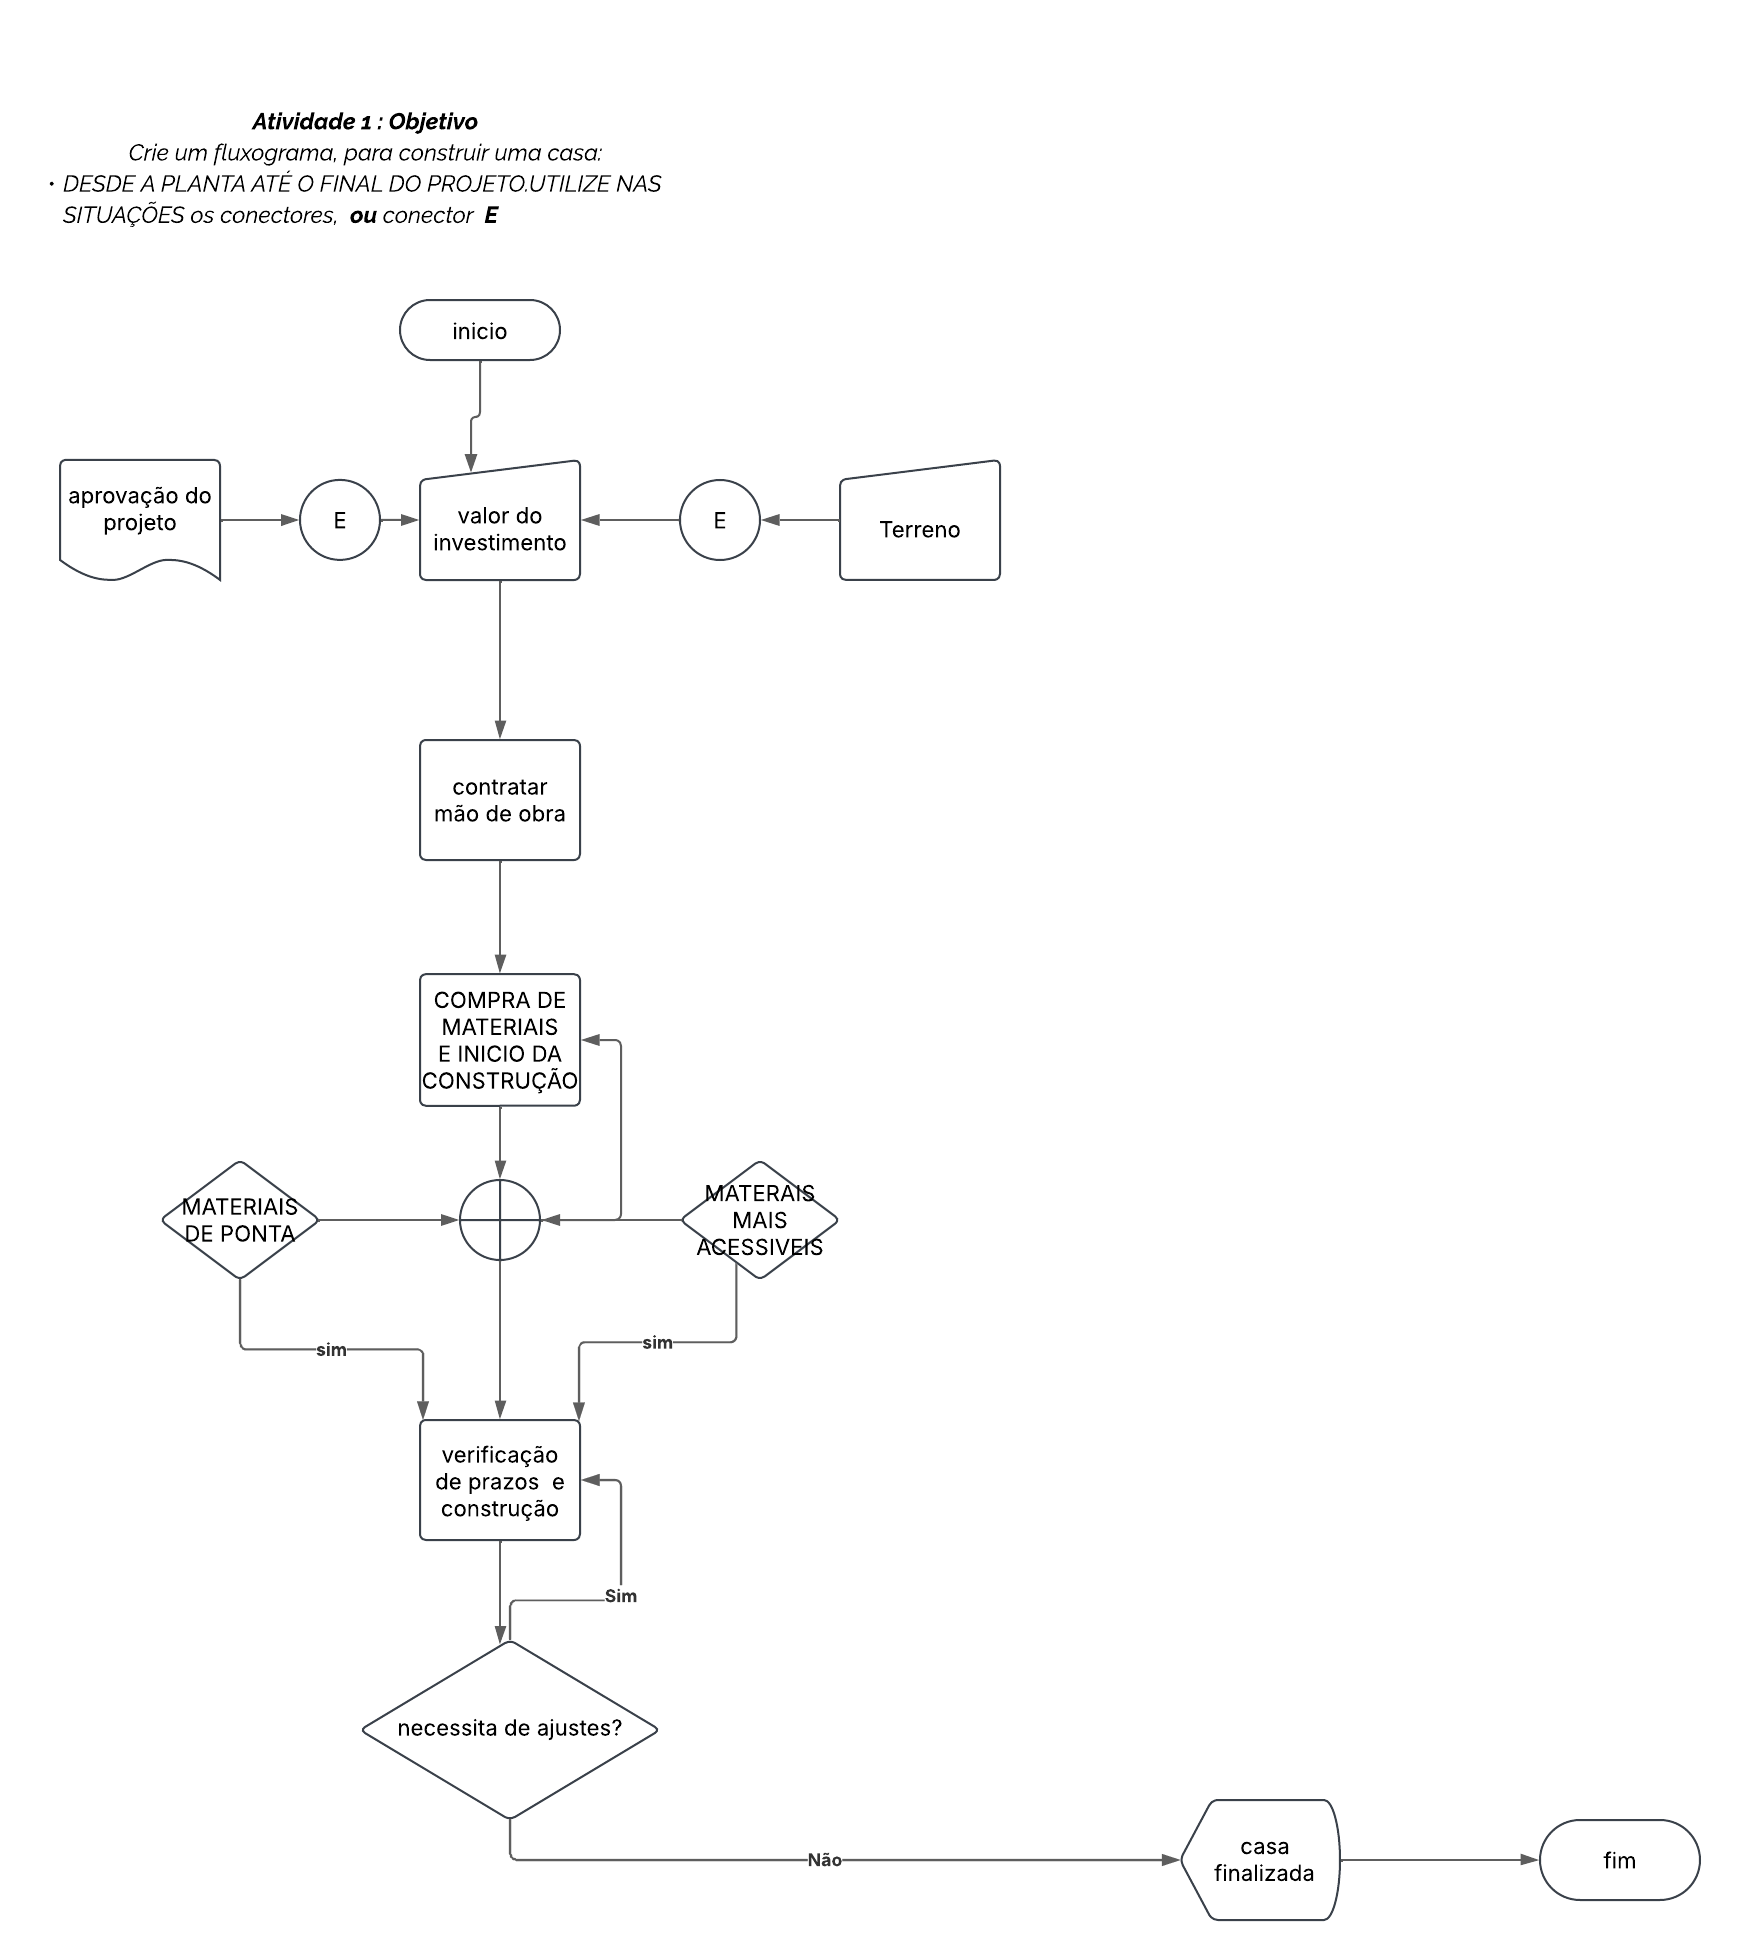 Atividade 1 : Objetivo
Crie um fluxograma, para construir uma casa:
• DESDE A PLANTA ATÉ O FINAL DO PROJETO.UTILIZE NAS
SITUAÇÕES os conectores, ou conector E
inicio
aprovação do
projeto
E
valor do
investimento
E
Terreno
contratar
mão de obra
COMPRA DE
MATERIAIS
E INICIO DA
CONSTRUÇÃO
MATERIAIS
DE PONTA
MATERAIS
MAIS
ACESSIVEIS
sim
sim
verificação
de prazos e
construção
Sim
necessita de ajustes?
Não
casa
finalizada
fim